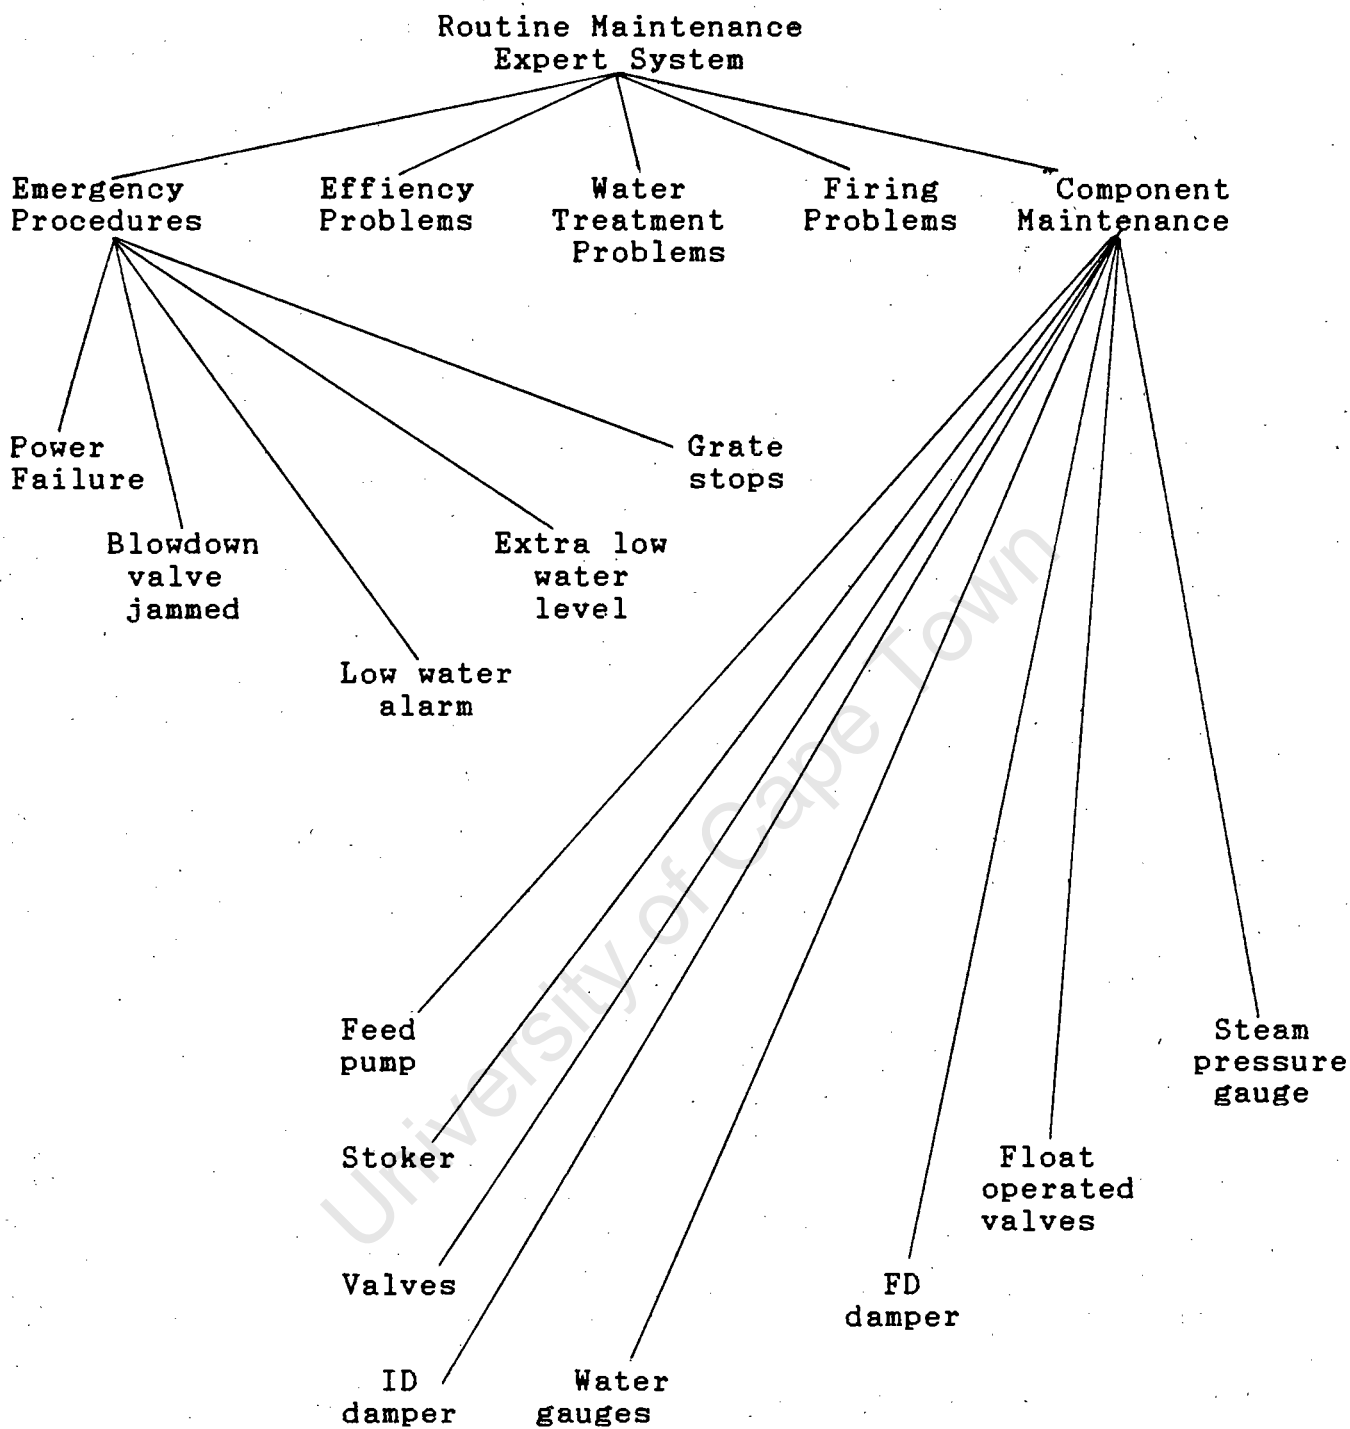 Routine Maintenance
Expert System
Emergency
Procedures
Effiency
Problems
Water
Treatment
Problems
Firing
Problems
Component
Maintenance
Power
Failure
Grate
stops
Blowdown
valve
jammed
Extra low
water
level
Low water
alarm
Feed
pump
Steam
pressure
gauge
Stoker
Float
operated
valves
Valves
FD
damper
ID
damper
Water
gauges
University of Cape Town